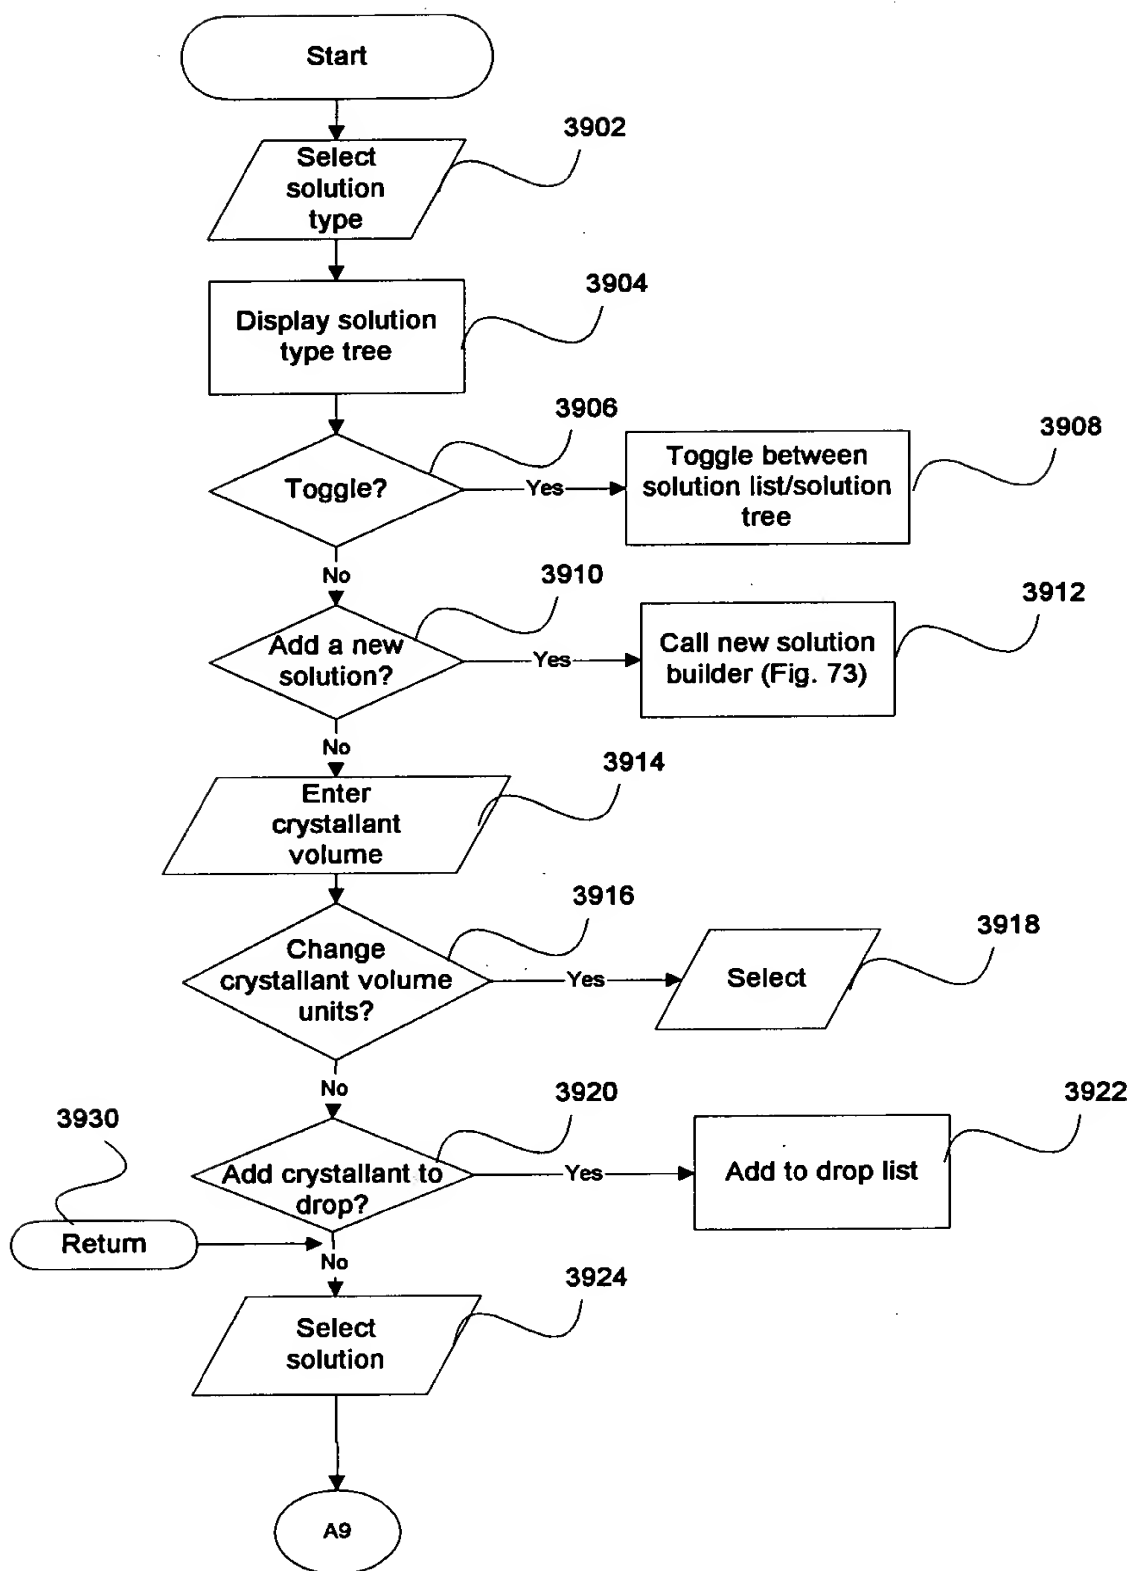 Start
3902
Select
solution
type
3904
Display solution
type tree
3906
3908
Toggle?
Yes
Toggle between
solution list/solution
tree
No
3910
3912
Add a new
solution?
Yes
Call new solution
builder (Fig. 73)
No
3914
Enter
crystallant
volume
3916
3918
Change
crystallant volume
units?
Yes
Select
No
3920
3922
3930
Add crystallant to
drop?
Yes
Add to drop list
Return
No
3924
Select
solution
A9